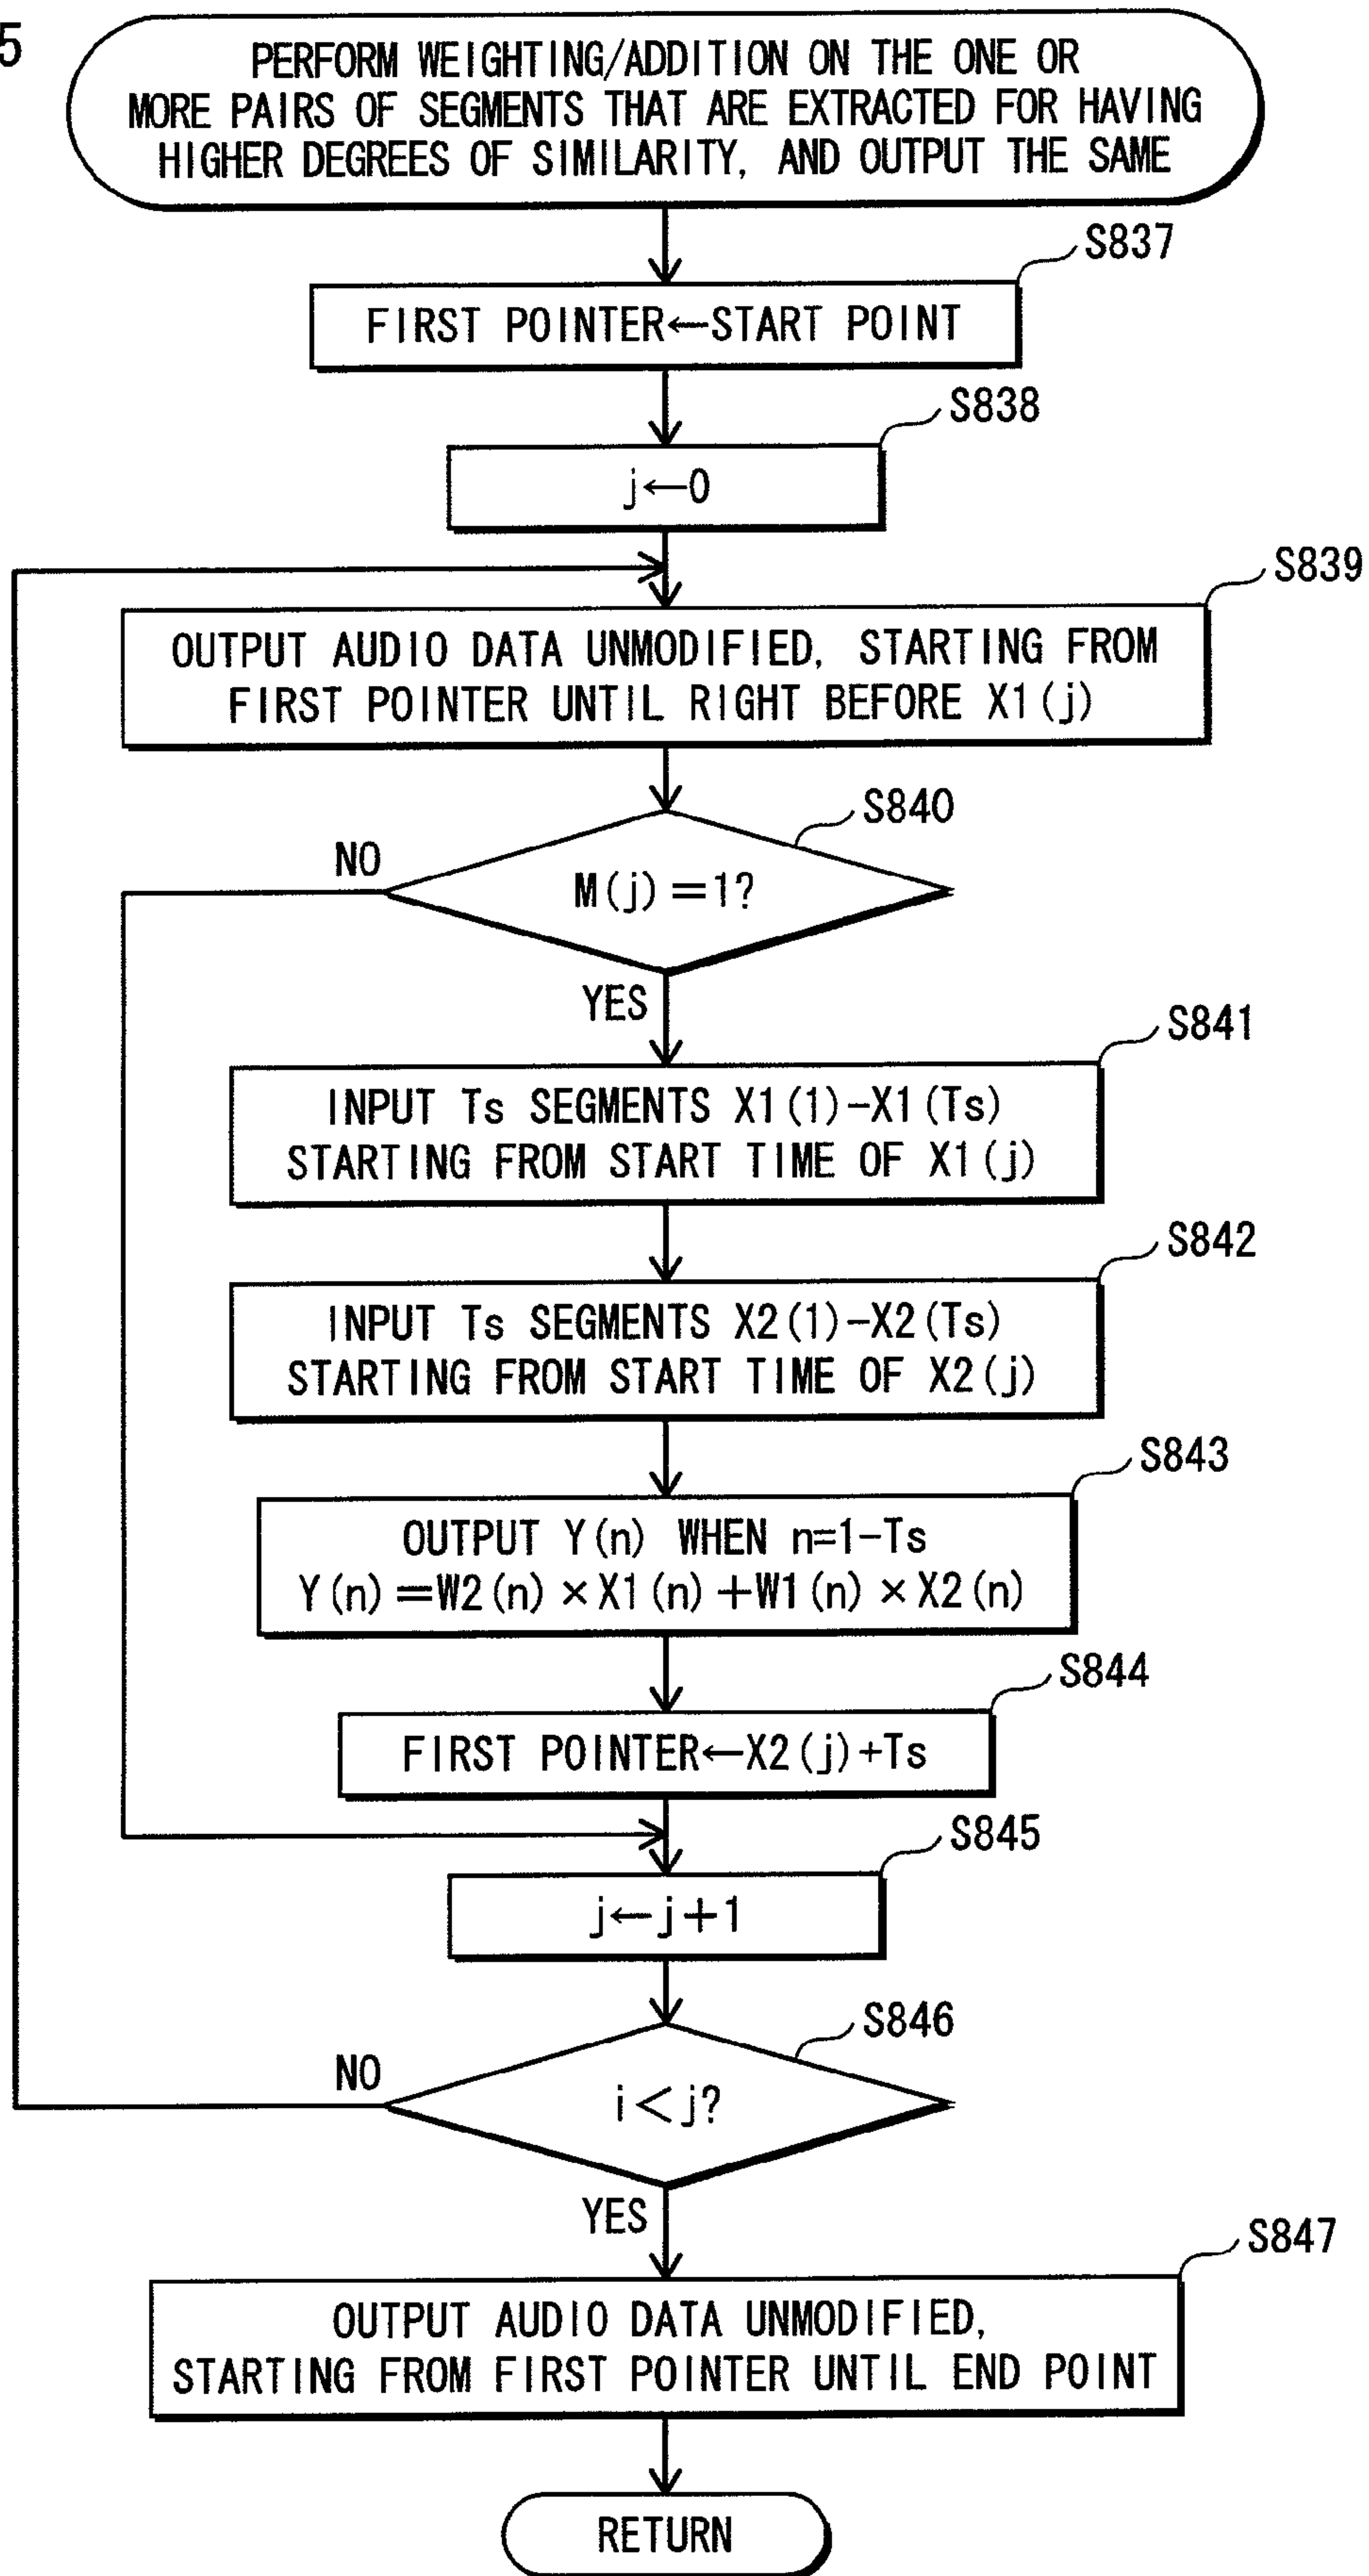 5
PERFORM WEIGHTING/ADDITION ON THE ONE OR
MORE PAIRS OF SEGMENTS THAT ARE EXTRACTED FOR HAVING
HIGHER DEGREES OF SIMILARITY, AND OUTPUT THE SAME
S837
FIRST POINTER←START POINT
S838
j←0
S839
OUTPUT AUDIO DATA UNMODIFIED, STARTING FROM
FIRST POINTER UNTIL RIGHT BEFORE X1(j)
S840
NO
M(j)=1?
YES
S841
INPUT Ts SEGMENTS X1(1)-X1(Ts)
STARTING FROM START TIME OF X1(j)
S842
INPUT Ts SEGMENTS X2(1)-X2(Ts)
STARTING FROM START TIME OF X2(j)
S843
OUTPUT Y(n) WHEN n=1-Ts
Y(n)=W2(n)×X1(n)+W1(n)×X2(n)
S844
FIRST POINTER←X2(j)+Ts
S845
j←j+1
S846
NO
i<j?
YES
S847
OUTPUT AUDIO DATA UNMODIFIED,
STARTING FROM FIRST POINTER UNTIL END POINT
RETURN